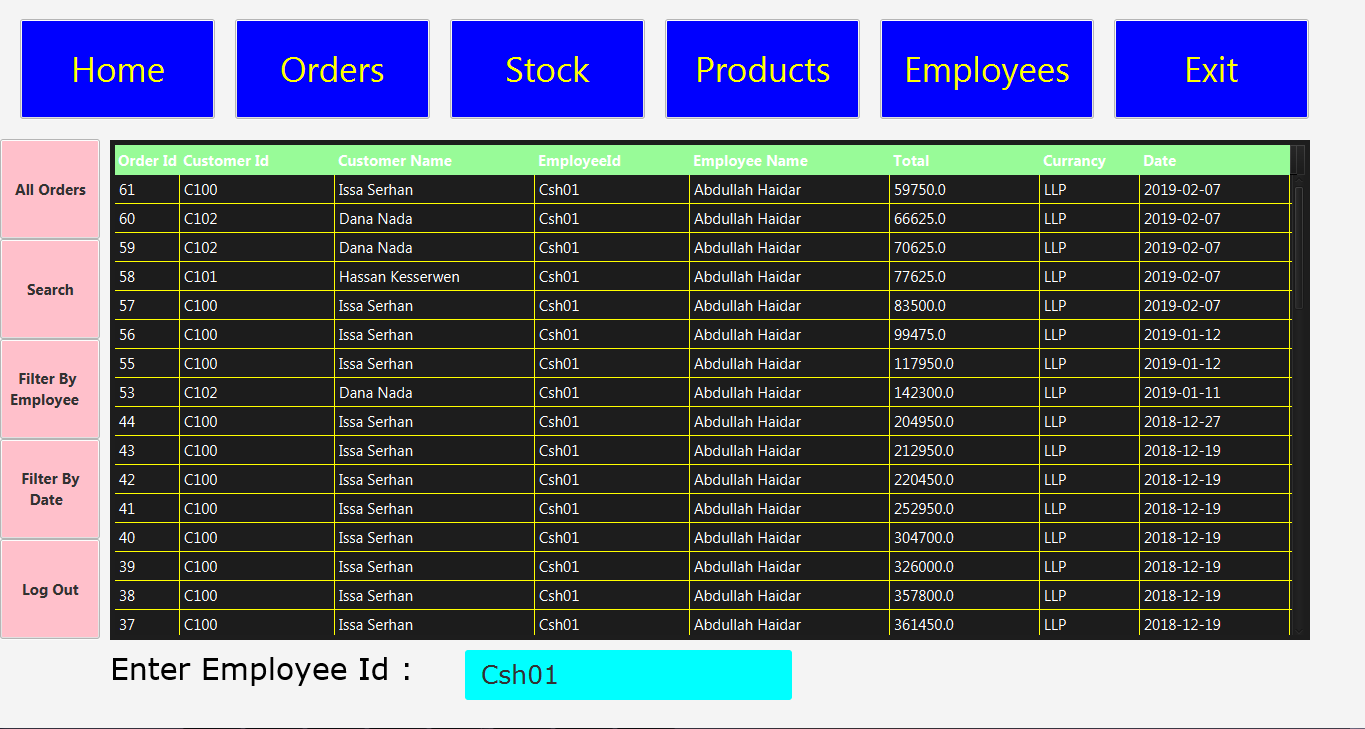 Home Orders Stock Products Employees Exit
All Orders
Search
Filter By
Employee
Filter By
Date
Log Out
Order Id Customer Id Customer Name EmployeeId Employee Name Total Currancy Date
61 C100 Issa Serhan Csh01 Abdullah Haidar 59750.0 LLP 2019-02-07
60 C102 Dana Nada Csh01 Abdullah Haidar 66625.0 LLP 2019-02-07
59 C102 Dana Nada Csh01 Abdullah Haidar 70625.0 LLP 2019-02-07
58 C101 Hassan Kesserwen Csh01 Abdullah Haidar 77625.0 LLP 2019-02-07
57 C100 Issa Serhan Csh01 Abdullah Haidar 83500.0 LLP 2019-02-07
56 C100 Issa Serhan Csh01 Abdullah Haidar 99475.0 LLP 2019-01-12
55 C100 Issa Serhan Csh01 Abdullah Haidar 117950.0 LLP 2019-01-12
53 C102 Dana Nada Csh01 Abdullah Haidar 142300.0 LLP 2019-01-11
44 C100 Issa Serhan Csh01 Abdullah Haidar 204950.0 LLP 2018-12-27
43 C100 Issa Serhan Csh01 Abdullah Haidar 212950.0 LLP 2018-12-19
42 C100 Issa Serhan Csh01 Abdullah Haidar 220450.0 LLP 2018-12-19
41 C100 Issa Serhan Csh01 Abdullah Haidar 252950.0 LLP 2018-12-19
40 C100 Issa Serhan Csh01 Abdullah Haidar 304700.0 LLP 2018-12-19
39 C100 Issa Serhan Csh01 Abdullah Haidar 326000.0 LLP 2018-12-19
38 C100 Issa Serhan Csh01 Abdullah Haidar 357800.0 LLP 2018-12-19
37 C100 Issa Serhan Csh01 Abdullah Haidar 361450.0 LLP 2018-12-19
Enter Employee Id : Csh01